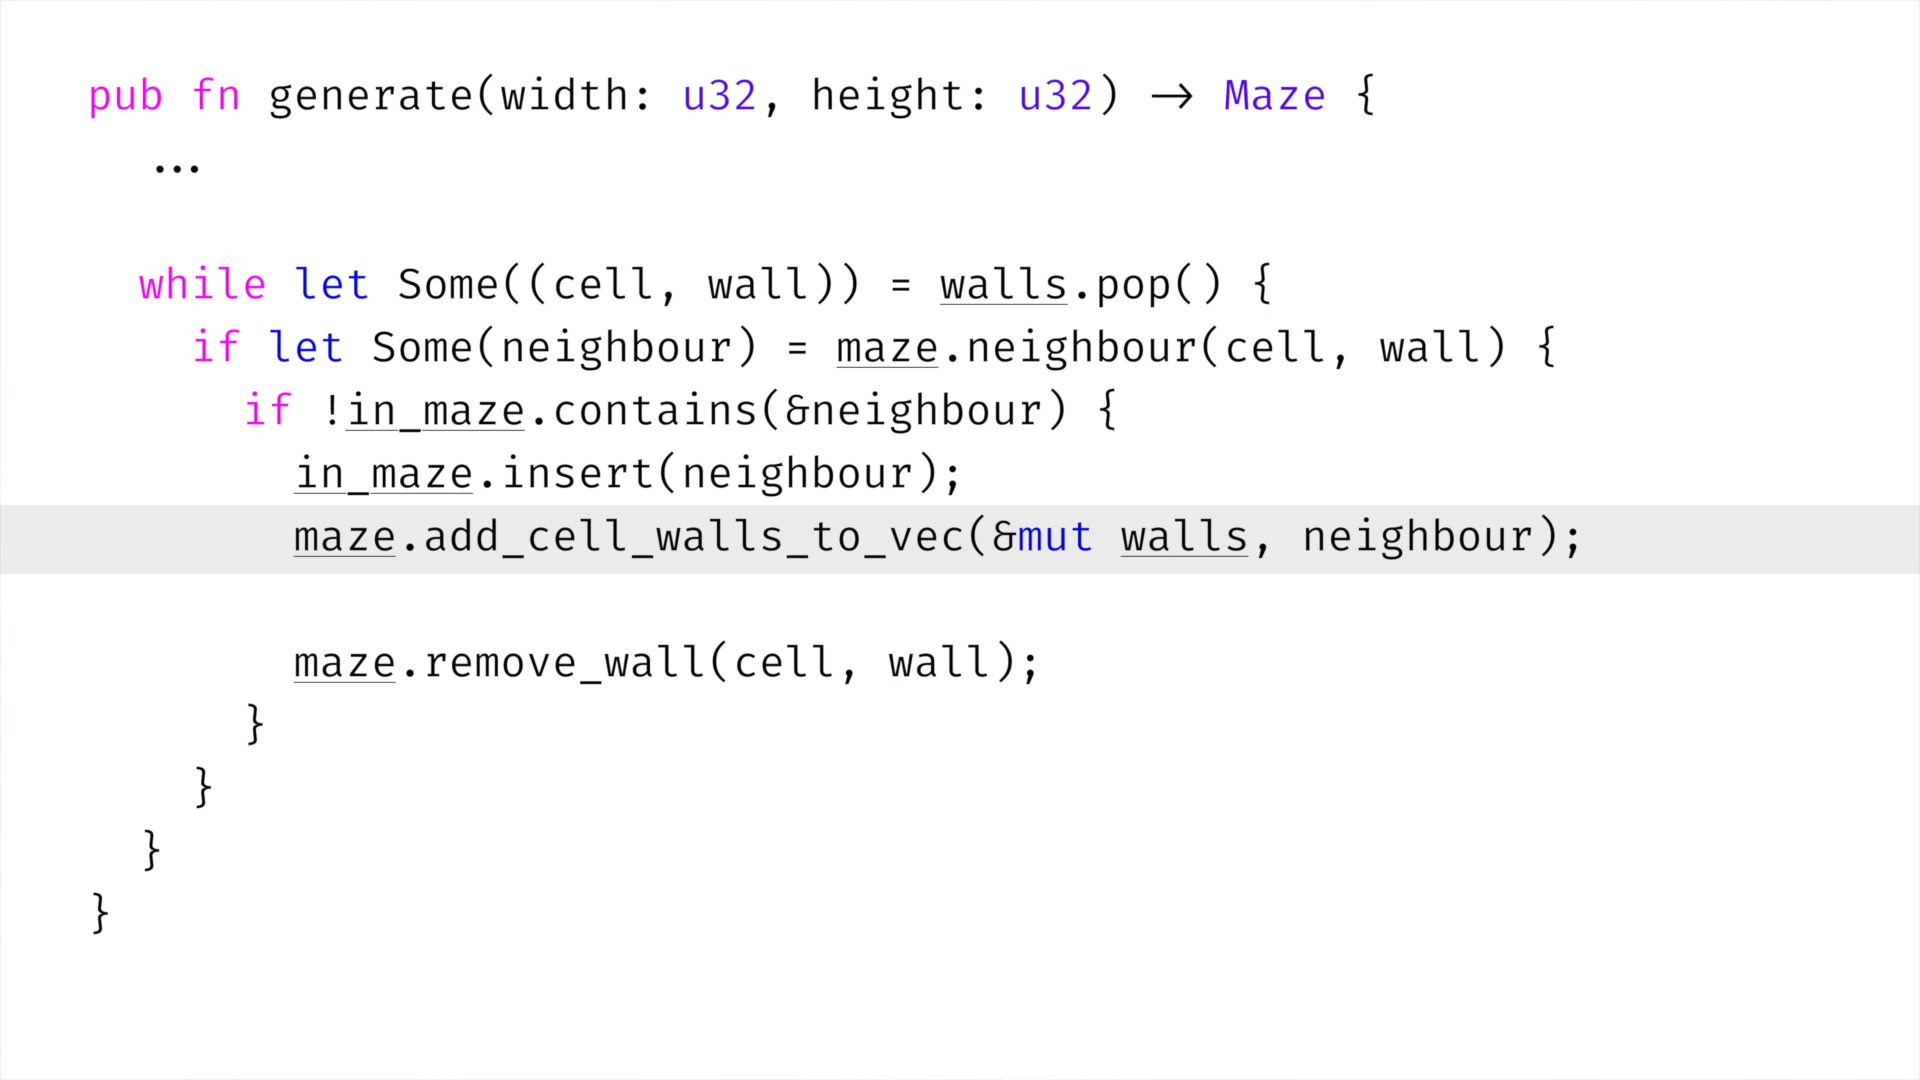 pub fn generate(width: u32, height: u32) -> Maze {
...
while let Some((cell, wall)) = walls.pop() {
if let Some(neighbour) = maze.neighbour(cell, wall) {
if !in_maze.contains(&neighbour) {
in_maze.insert(neighbour);
maze.add_cell_walls_to_vec(&mut walls, neighbour);
maze.remove_wall(cell, wall);
}
}
}
}